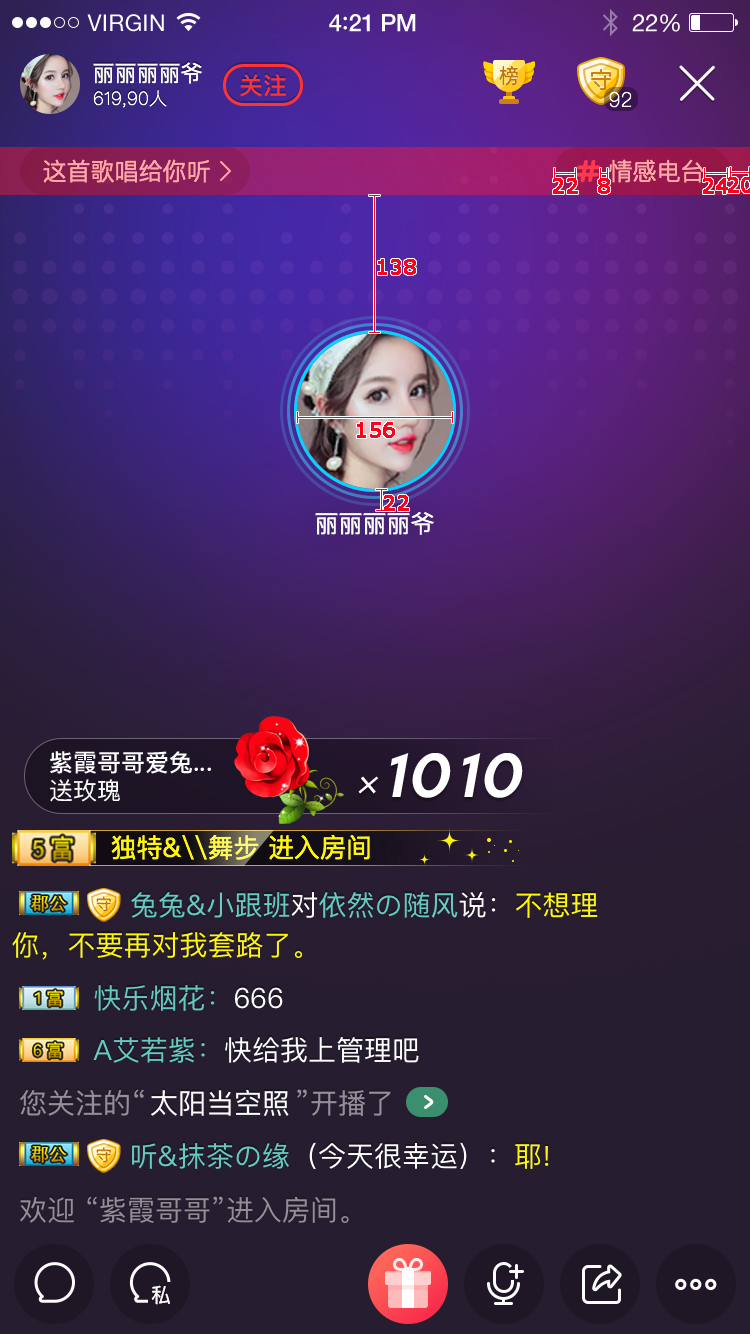 VIRGIN 4:21 PM 22%
丽丽丽丽爷
619,90人
关注
榜
守
92
这首歌唱给你听 >
#情感电台
22 8 24 20
138
156
22
丽丽丽丽爷
紫霞哥哥爱兔...
送玫瑰
×1010
5富 独特&\\舞步 进入房间
郡公 守 兔兔&小跟班对依然の随风说：不想理
你，不要再对我套路了。
1富 快乐烟花：666
6富 A艾若紫：快给我上管理吧
您关注的“太阳当空照”开播了 >
郡公 守 听&抹茶の缘（今天很幸运）：耶!
欢迎 “紫霞哥哥”进入房间。
私